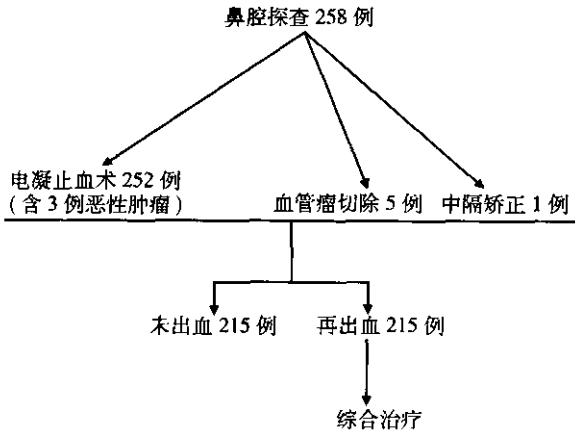 鼻腔探查 258 例
电凝止血术 252 例
(含 3 例恶性肿瘤)
血管瘤切除 5 例
中隔矫正 1 例
未出血 215 例
再出血 215 例
综合治疗